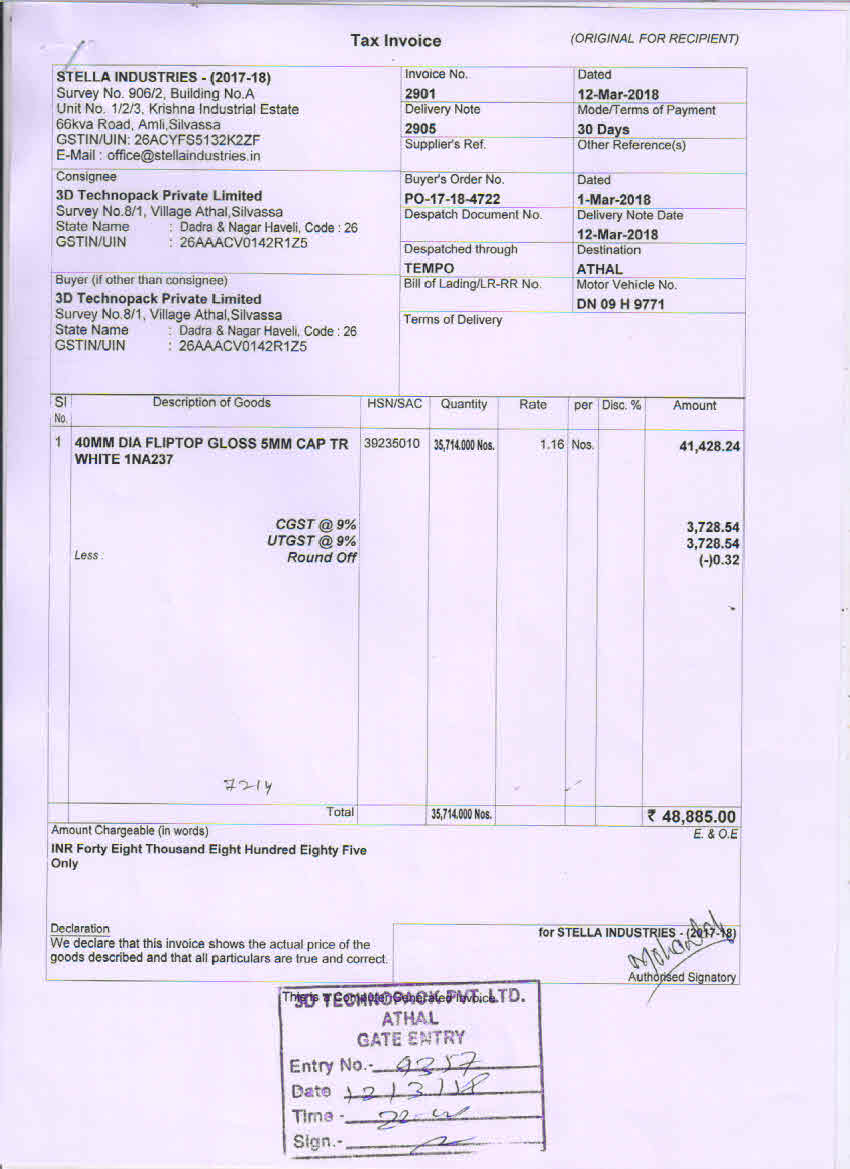 Tax Invoice
(ORIGINAL FOR RECIPIENT)
STELLA INDUSTRIES - (2017-18)
Survey No. 906/2, Building No.A
Unit No. 1/2/3, Krishna Industrial Estate
66kva Road, Amli,Silvassa
GSTIN/UIN: 26ACYFS5132K2ZF
E-Mail : office@stellaindustries.in
Invoice No.
2901
Dated
12-Mar-2018
Delivery Note
2905
Mode/Terms of Payment
30 Days
Supplier's Ref.
Other Reference(s)
Consignee
3D Technopack Private Limited
Survey No.8/1, Village Athal,Silvassa
State Name : Dadra & Nagar Haveli, Code : 26
GSTIN/UIN : 26AAACV0142R1Z5
Buyer's Order No.
PO-17-18-4722
Dated
1-Mar-2018
Despatch Document No.
Delivery Note Date
12-Mar-2018
Despatched through
TEMPO
Destination
ATHAL
Buyer (if other than consignee)
3D Technopack Private Limited
Survey No.8/1, Village Athal,Silvassa
State Name : Dadra & Nagar Haveli, Code : 26
GSTIN/UIN : 26AAACV0142R1Z5
Bill of Lading/LR-RR No.
Motor Vehicle No.
DN 09 H 9771
Terms of Delivery
Sl No. Description of Goods HSN/SAC Quantity Rate per Disc. % Amount
1 40MM DIA FLIPTOP GLOSS 5MM CAP TR 39235010 35,714.000 Nos. 1.16 Nos. 41,428.24
WHITE 1NA237
CGST @ 9% 3,728.54
UTGST @ 9% 3,728.54
Less : Round Off (-)0.32
7214
Total 35,714.000 Nos. ₹ 48,885.00
Amount Chargeable (in words) E. & O.E
INR Forty Eight Thousand Eight Hundred Eighty Five
Only
Declaration
We declare that this invoice shows the actual price of the
goods described and that all particulars are true and correct.
for STELLA INDUSTRIES - (2017-18)
Authorised Signatory
This is a Computer Generated Invoice
3D TECHNOPACK PVT. LTD.
ATHAL
GATE ENTRY
Entry No.- 9357
Date 12/3/18
Time -
Sign.-